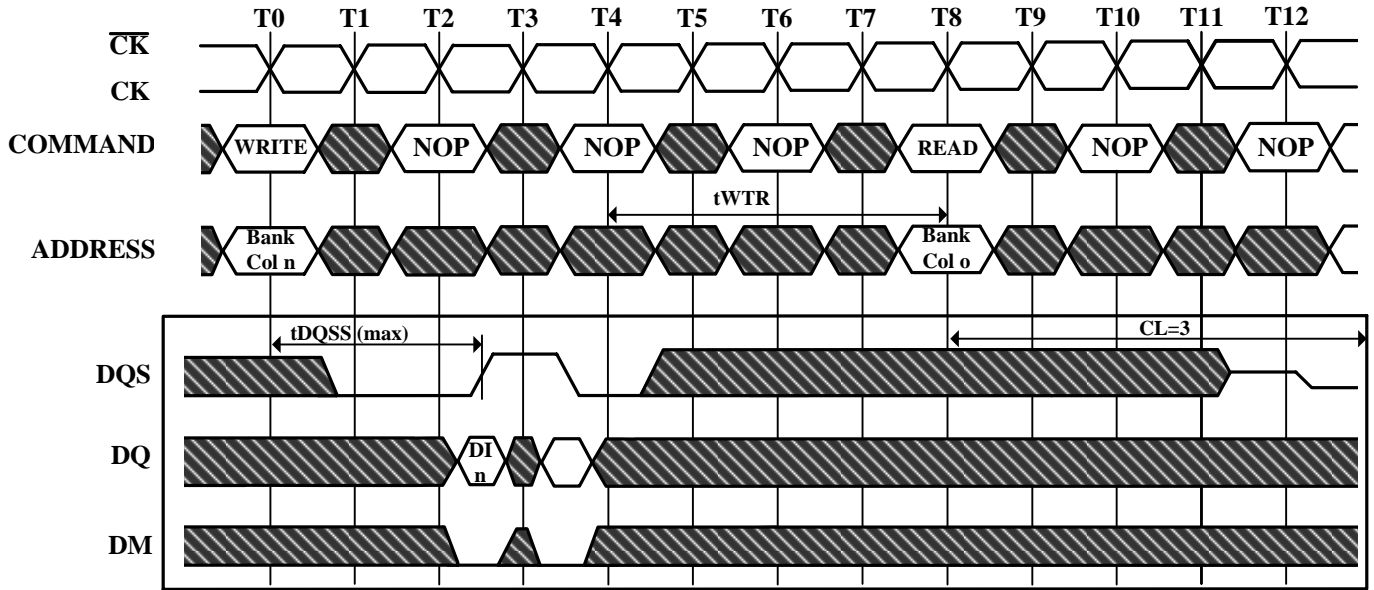 T0 T1 T2 T3 T4 T5 T6 T7 T8 T9 T10 T11 T12
CK
CK
COMMAND WRITE NOP NOP NOP READ NOP NOP
tWTR
ADDRESS Bank Col n Bank Col o
tDQSS (max) CL=3
DQS
DQ DI n
DM